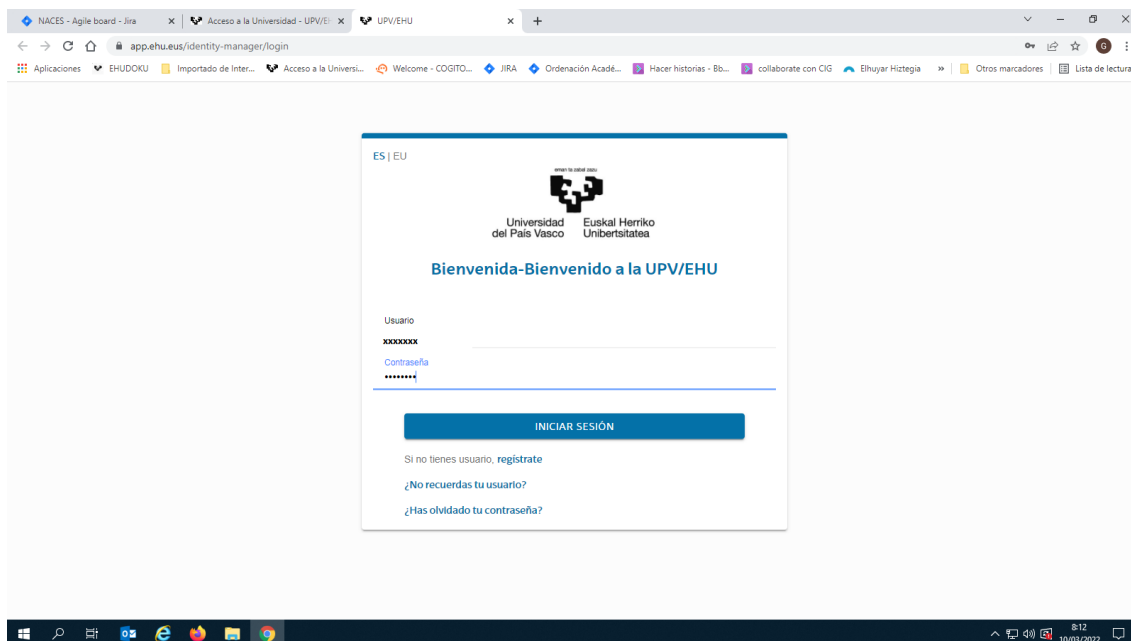 NACES - Agile board - Jira
Acceso a la Universidad - UPV/E
UPV/EHU
app.ehu.eus/identity-manager/login
G
Aplicaciones EHUDOKU Importado de Inter... Acceso a la Universi... Welcome - COGITO... JIRA Ordenación Acadé... Hacer historias - Bb... collaborate con CIG Elhuyar Hiztegia » Otros marcadores Lista de lectura
ES | EU
eman ta zabal zazu
Universidad Euskal Herriko
del País Vasco Unibertsitatea
Bienvenida-Bienvenido a la UPV/EHU
Usuario
xxxxxxx
Contraseña
••••••••
INICIAR SESIÓN
Si no tienes usuario, regístrate
¿No recuerdas tu usuario?
¿Has olvidado tu contraseña?
8:12
10/03/2022